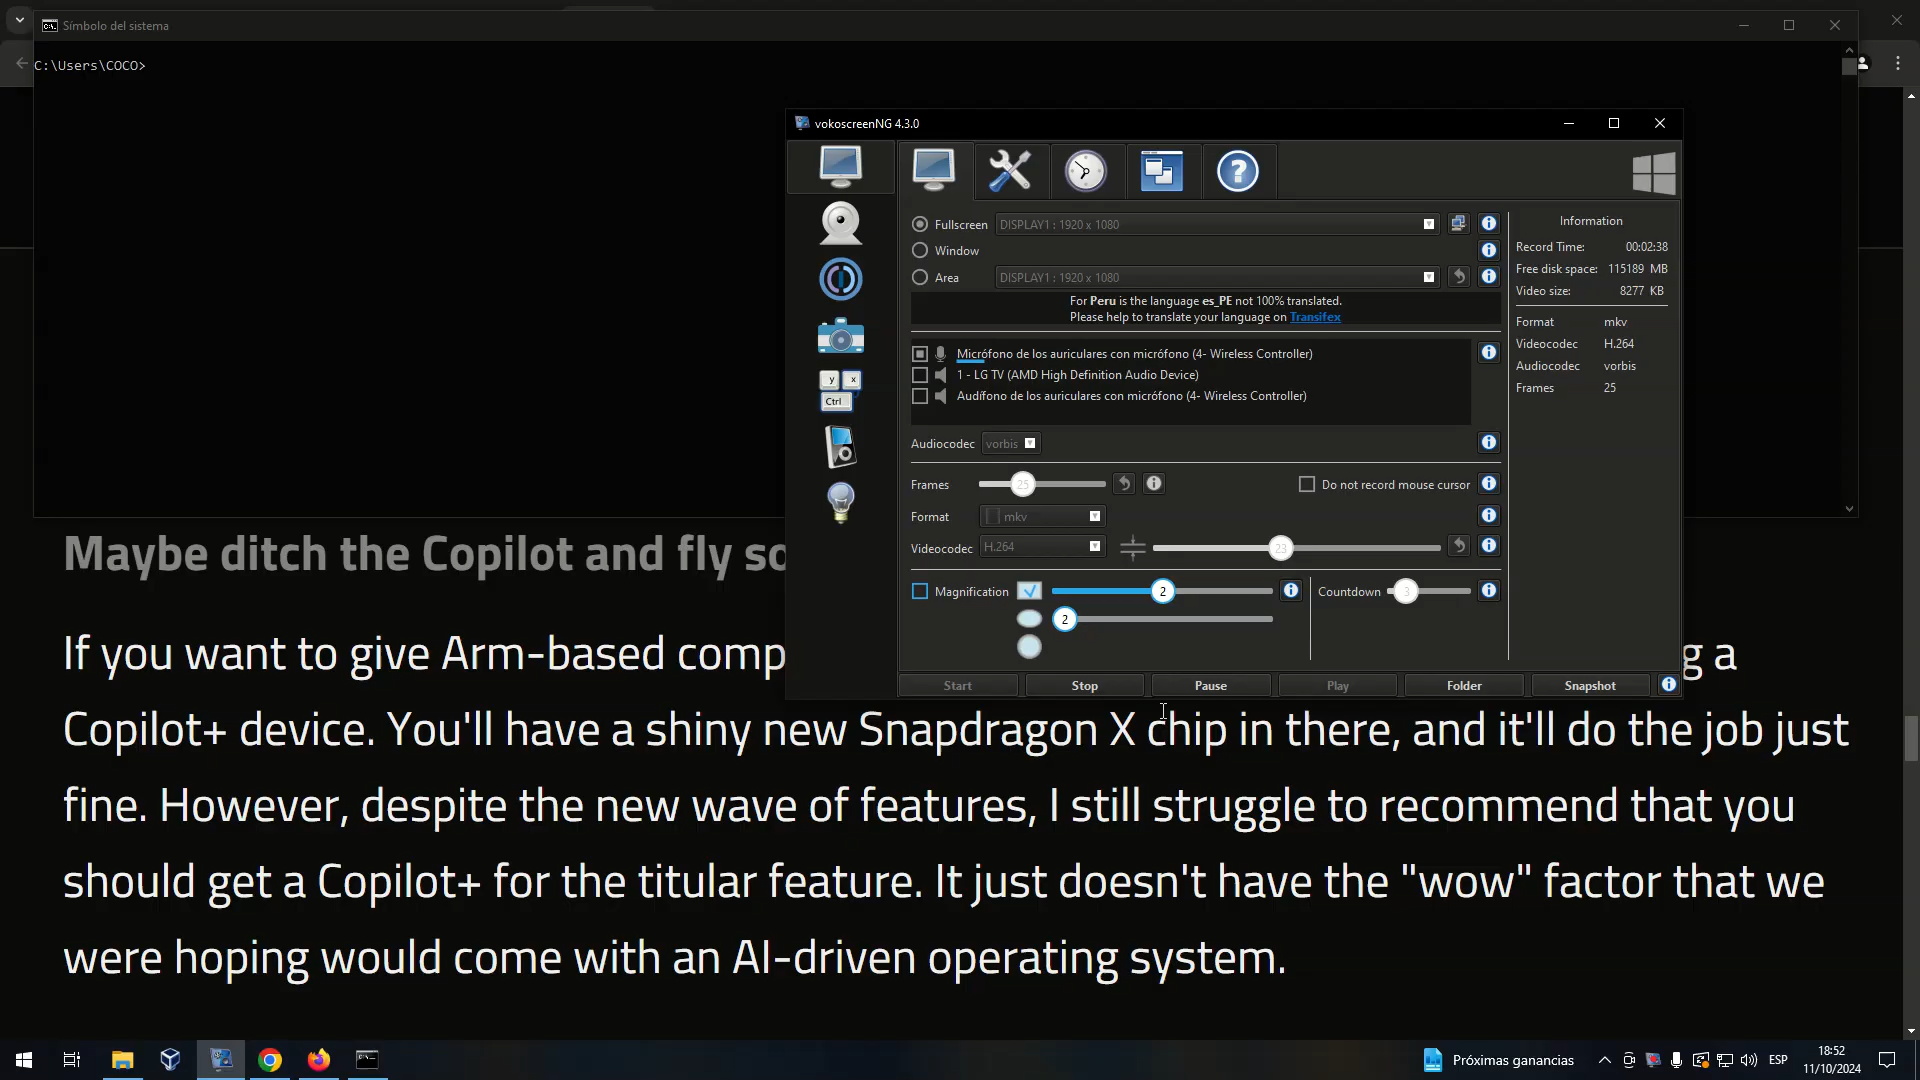 Símbolo del sistema
C:\Users\COCO>
vokoscreenNG 4.3.0
Fullscreen
DISPLAY1 : 1920 x 1080
Window
Area
DISPLAY1 : 1920 x 1080
For Peru is the language es_PE not 100% translated.
Please help to translate your language on Transifex
Micrófono de los auriculares con micrófono (4- Wireless Controller)
1 - LG TV (AMD High Definition Audio Device)
Audífono de los auriculares con micrófono (4- Wireless Controller)
Audiocodec
vorbis
Frames
25
Do not record mouse cursor
Format
mkv
Videocodec
H.264
23
Magnification
2
2
Countdown
3
Start
Stop
Pause
Play
Folder
Snapshot
Information
Record Time: 00:02:38
Free disk space: 115189 MB
Video size: 8277 KB
Format mkv
Videocodec H.264
Audiocodec vorbis
Frames 25
y
x
Ctrl
Maybe ditch the Copilot and fly so
If you want to give Arm-based comp g a
Copilot+ device. You'll have a shiny new Snapdragon X chip in there, and it'll do the job just
fine. However, despite the new wave of features, I still struggle to recommend that you
should get a Copilot+ for the titular feature. It just doesn't have the "wow" factor that we
were hoping would come with an AI-driven operating system.
Próximas ganancias
ESP
18:52
11/10/2024